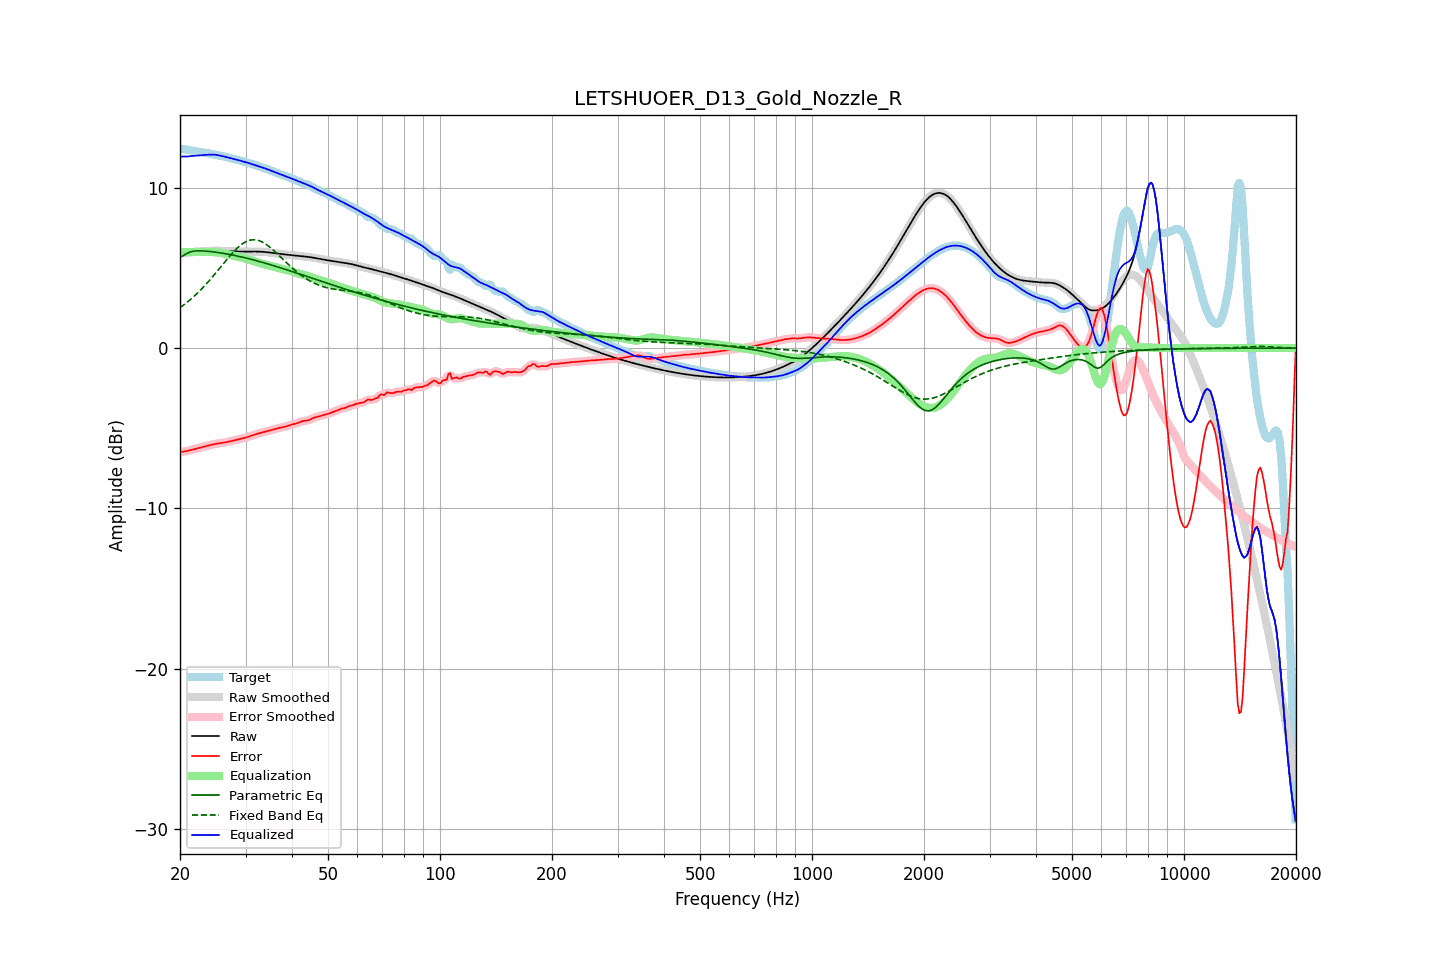 LETSHUOER_D13_Gold_Nozzle_R
Amplitude (dBr)
10
0
−10
−20
−30
Target
Raw Smoothed
Error Smoothed
Raw
Error
Equalization
Parametric Eq
Fixed Band Eq
Equalized
20 50 100 200 500 1000 2000 5000 10000 20000
Frequency (Hz)